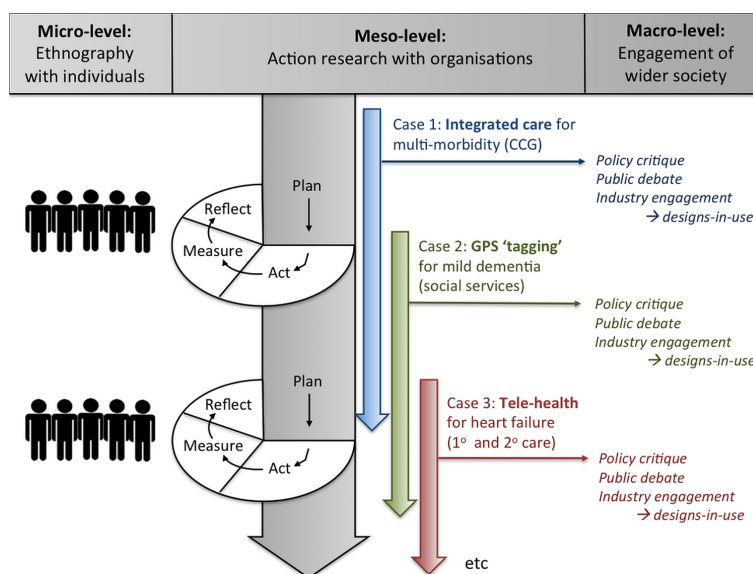 Micro-level:
Ethnography
with individuals
Meso-level:
Action research with organisations
Macro-level:
Engagement of
wider society
Case 1: Integrated care for
multi-morbidity (CCG)
Policy critique
Public debate
Industry engagement
→ designs-in-use
Plan
Reflect
Measure
Act
Case 2: GPS ‘tagging’
for mild dementia
(social services)
Policy critique
Public debate
Industry engagement
→ designs-in-use
Plan
Reflect
Measure
Act
Case 3: Tele-health
for heart failure
(1º and 2º care)
Policy critique
Public debate
Industry engagement
→ designs-in-use
etc